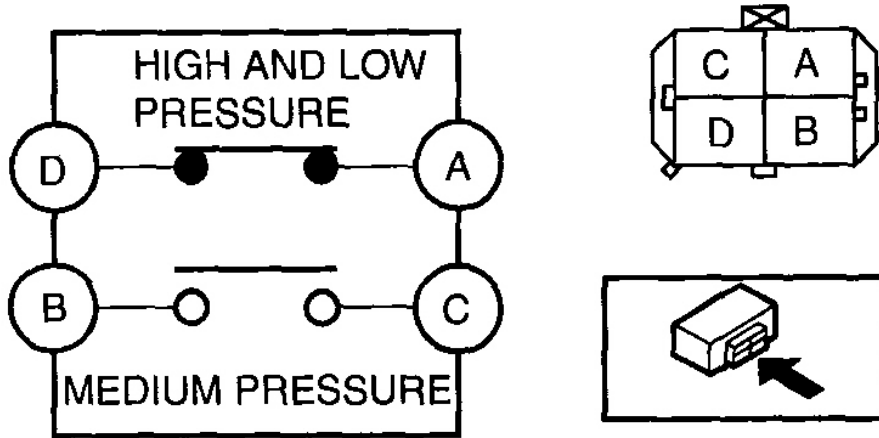 HIGH AND LOW
PRESSURE
D
A
B
C
MEDIUM PRESSURE
C A
D B